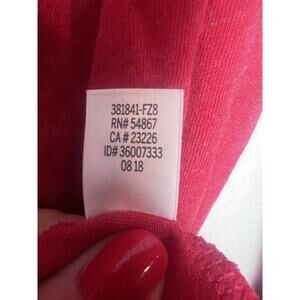 381841-FZ8
RN# 54867
CA # 23226
ID# 36007333
08 18